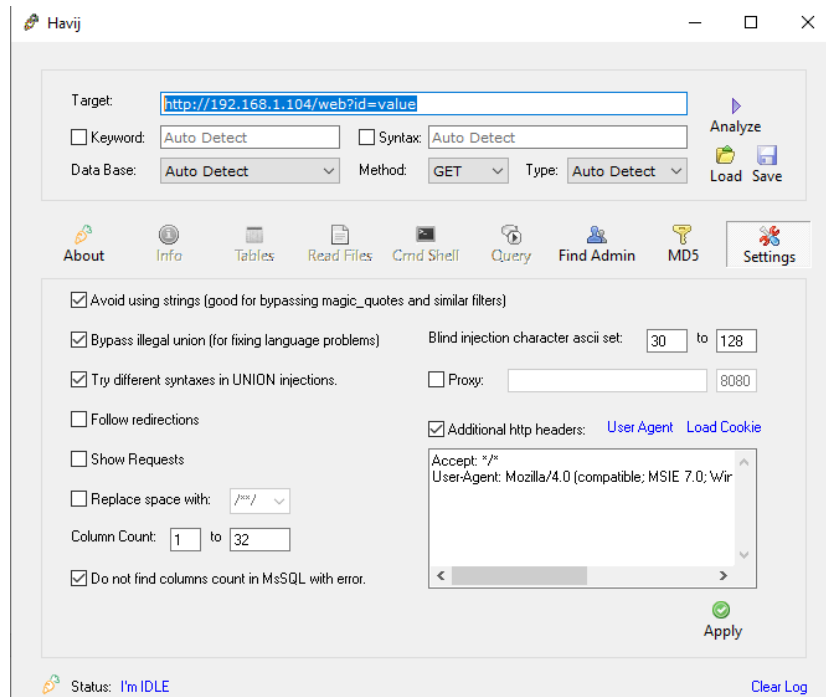 Havij
Target: http://192.168.1.104/web?id=value
Analyze
Keyword: Auto Detect Syntax: Auto Detect
Data Base: Auto Detect Method: GET Type: Auto Detect Load Save
About Info Tables Read Files Cmd Shell Query Find Admin MD5 Settings
Avoid using strings (good for bypassing magic_quotes and similar filters)
Bypass illegal union (for fixing language problems) Blind injection character ascii set: 30 to 128
Try different syntaxes in UNION injections. Proxy: 8080
Follow redirections Additional http headers: User Agent Load Cookie
Show Requests Accept: */*
User-Agent: Mozilla/4.0 (compatible; MSIE 7.0; Wir
Replace space with: /**/
Column Count: 1 to 32
Do not find columns count in MsSQL with error.
Apply
Status: I'm IDLE Clear Log